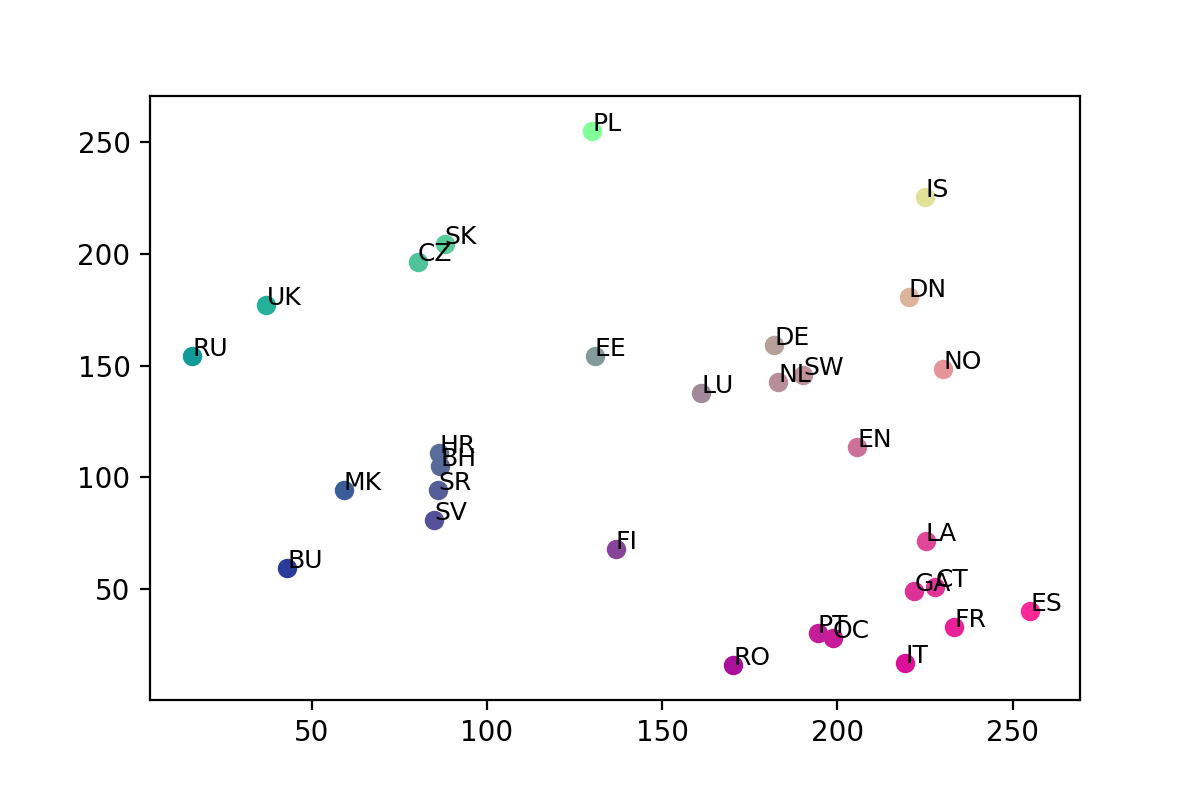 PL
250
IS
SK
CZ
200
DN
UK
DE
RU
EE
NO
150
NL
SW
LU
EN
HR
BH
100
MK
SR
SV
FI
LA
BU
CT
GA
50
ES
FR
PT
OC
RO
IT
50 100 150 200 250